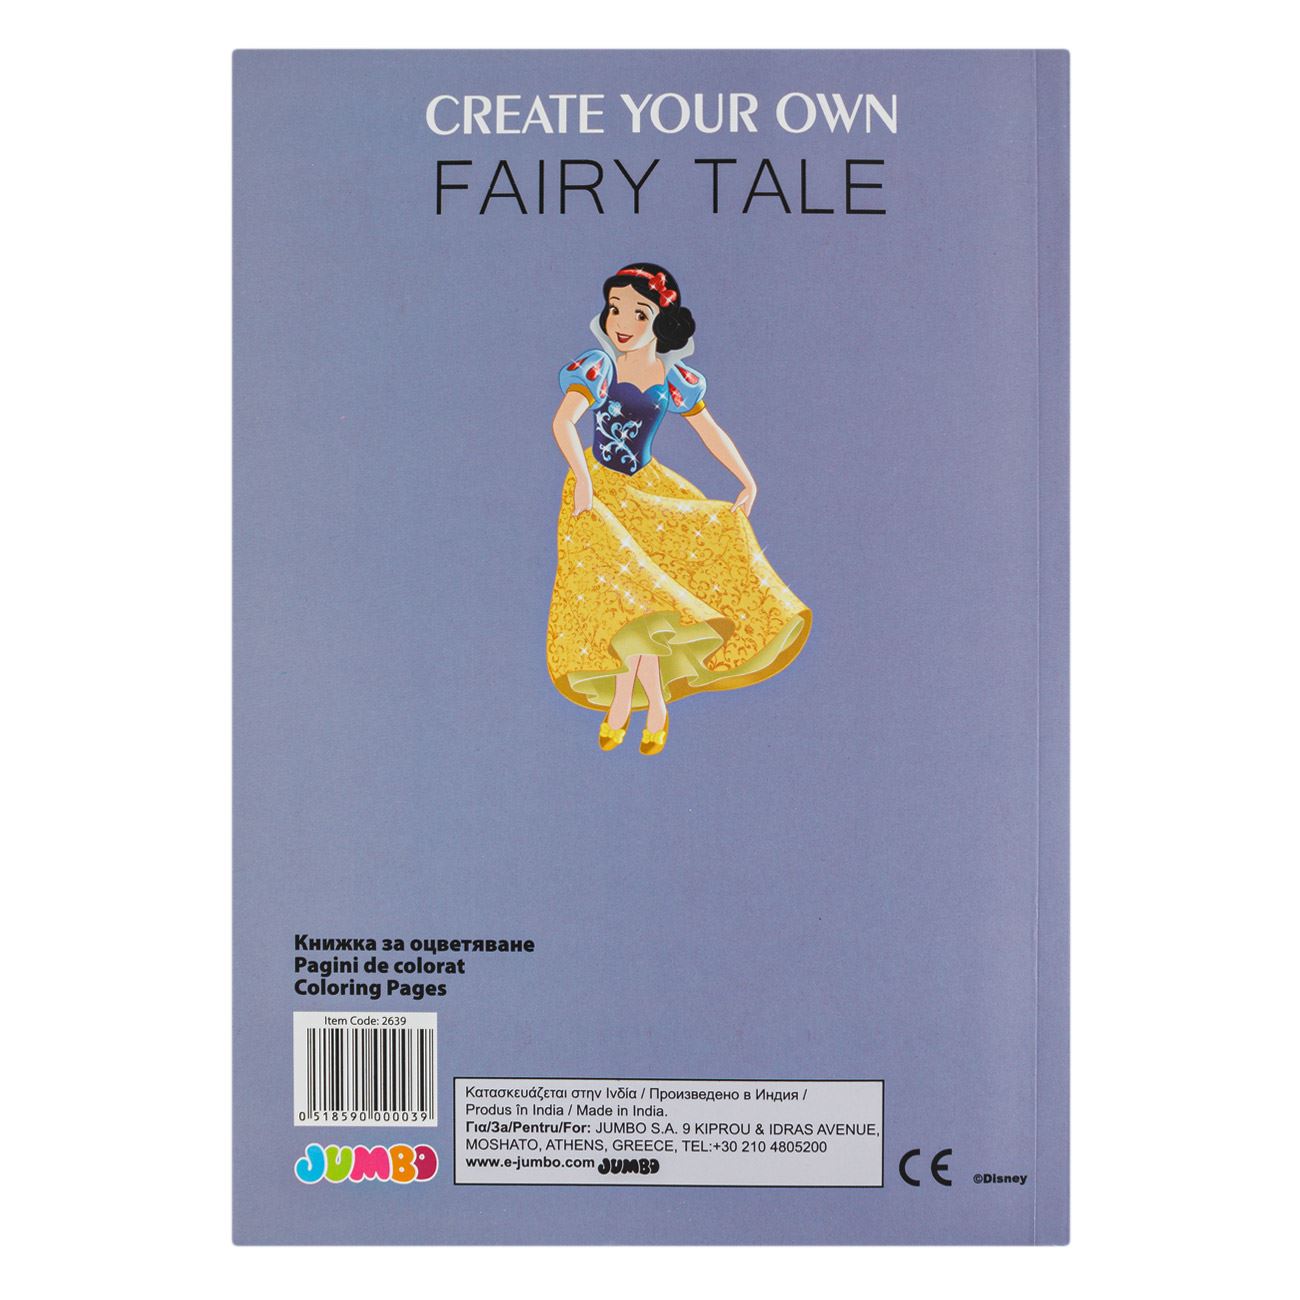 CREATE YOUR OWN
FAIRY TALE
Книжка за оцветяване
Pagini de colorat
Coloring Pages
Item Code: 2639
0 518590 000039
JUMBO
Κατασκευάζεται στην Ινδία / Произведено в Индия /
Produs în India / Made in India.
Για/За/Pentru/For: JUMBO S.A. 9 KIPROU & IDRAS AVENUE,
MOSHATO, ATHENS, GREECE, TEL:+30 210 4805200
www.e-jumbo.com JUMBO
CE
©Disney